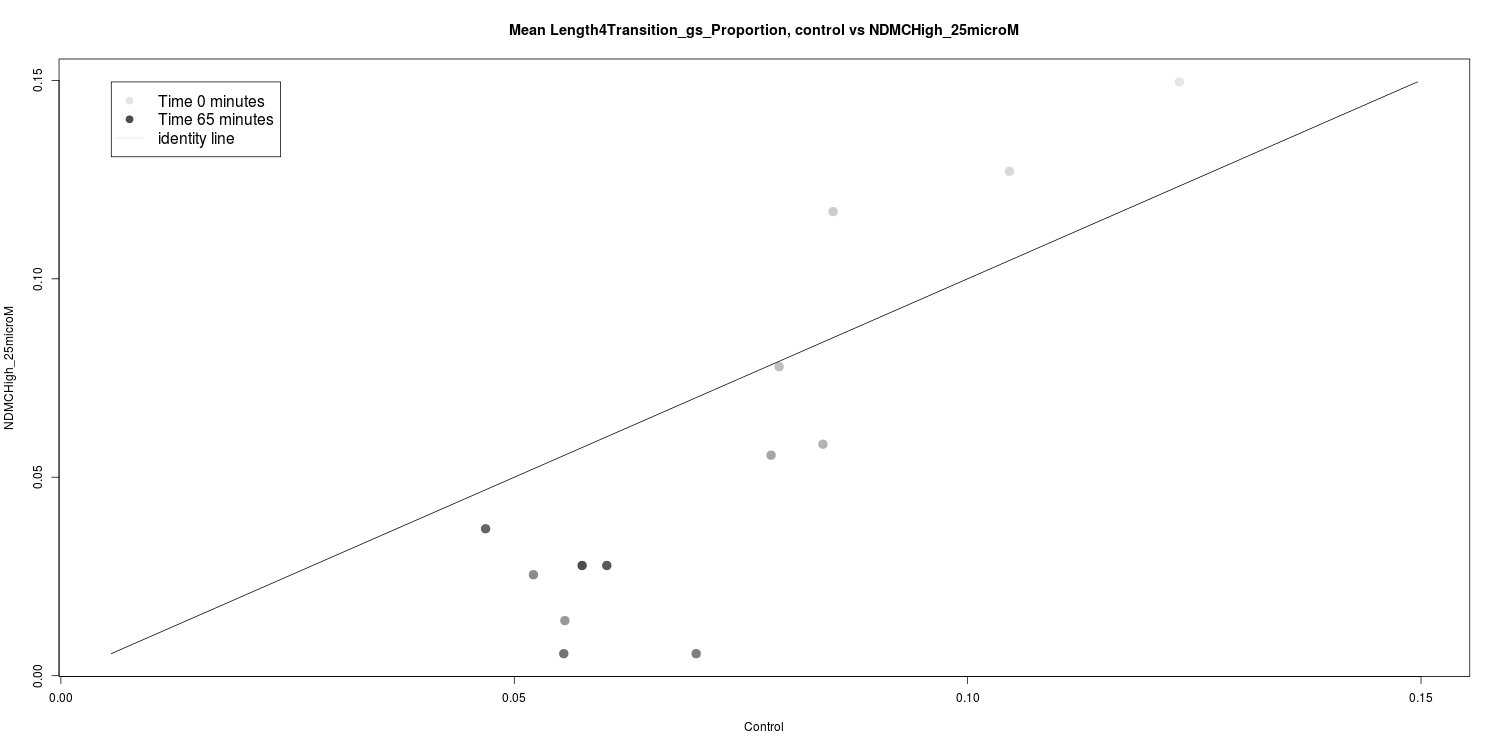 Mean Length4Transition_gs_Proportion, control vs NDMCHigh_25microM
Time 0 minutes
Time 65 minutes
identity line
NDMCHigh_25microM
0.15
0.10
0.05
0.00
0.00
0.05
0.10
0.15
Control